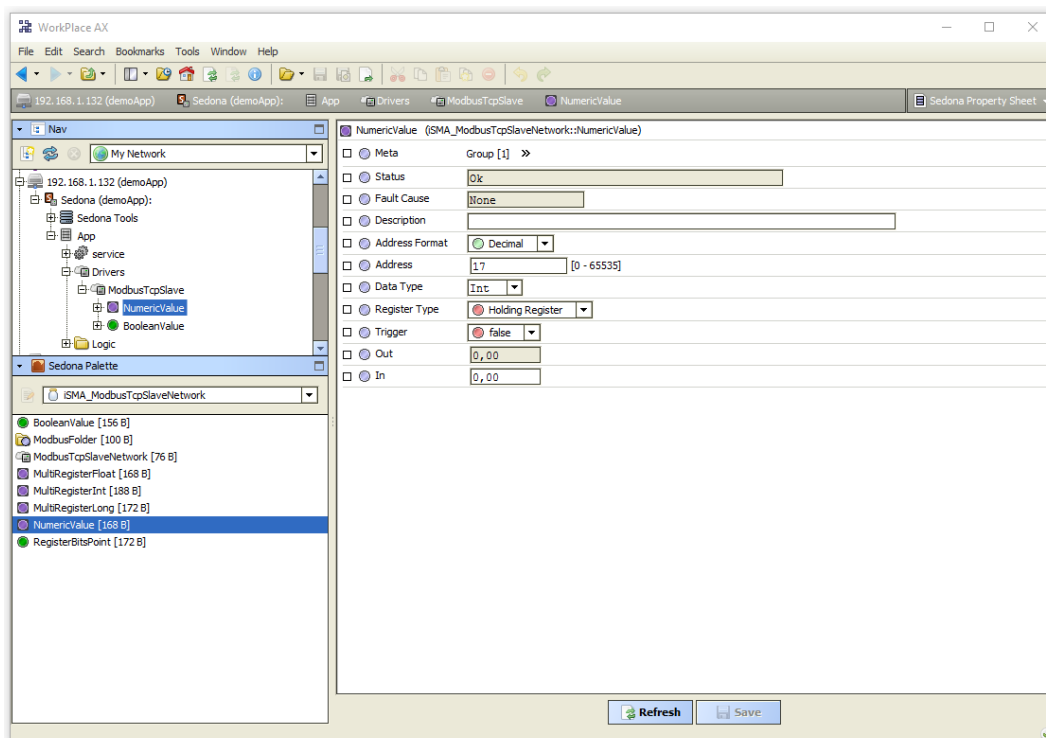 WorkPlace AX
File Edit Search Bookmarks Tools Window Help
192.168.1.132 (demoApp) Sedona (demoApp): App Drivers ModbusTcpSlave NumericValue Sedona Property Sheet
Nav
My Network
192.168.1.132 (demoApp)
Sedona (demoApp):
Sedona Tools
App
service
Drivers
ModbusTcpSlave
NumericValue
BooleanValue
Logic
Sedona Palette
iSMA_ModbusTcpSlaveNetwork
BooleanValue [156 B]
ModbusFolder [100 B]
ModbusTcpSlaveNetwork [76 B]
MultiRegisterFloat [168 B]
MultiRegisterInt [188 B]
MultiRegisterLong [172 B]
NumericValue [168 B]
RegisterBitsPoint [172 B]
NumericValue (iSMA_ModbusTcpSlaveNetwork::NumericValue)
Meta Group [1] »
Status Ok
Fault Cause None
Description
Address Format Decimal
Address 17 [0 - 65535]
Data Type Int
Register Type Holding Register
Trigger false
Out 0,00
In 0,00
Refresh Save